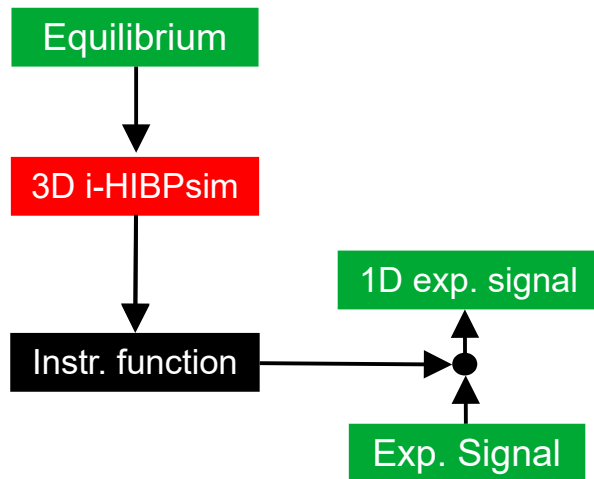 Equilibrium
3D i-HIBPsim
1D exp. signal
Instr. function
Exp. Signal